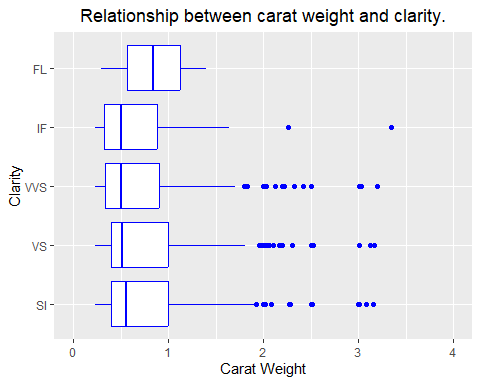 Relationship between carat weight and clarity.
Clarity
FL
IF
VVS
VS
SI
0 1 2 3 4
Carat Weight